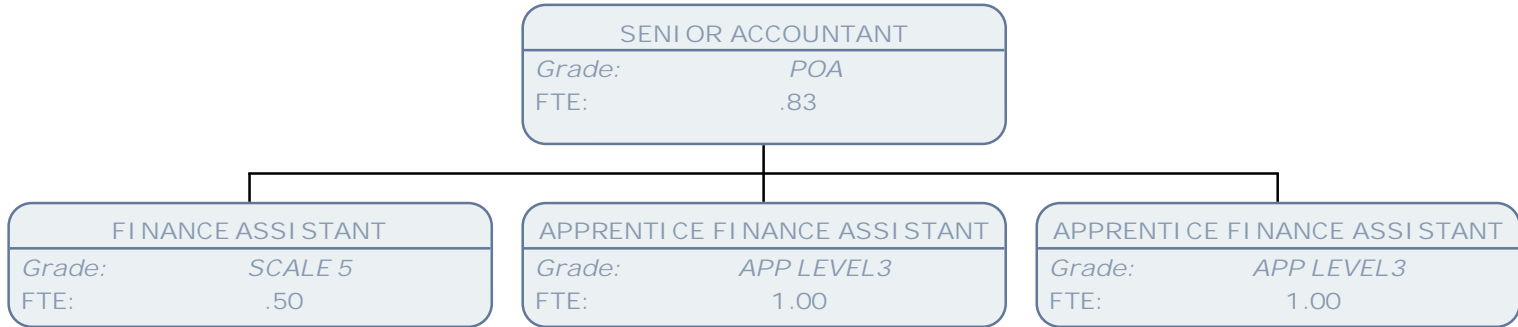 SENIOR ACCOUNTANT
Grade: POA
FTE: .83
FINANCE ASSISTANT
Grade: SCALE 5
FTE: .50
APPRENTICE FINANCE ASSISTANT
Grade: APP LEVEL3
FTE: 1.00
APPRENTICE FINANCE ASSISTANT
Grade: APP LEVEL3
FTE: 1.00